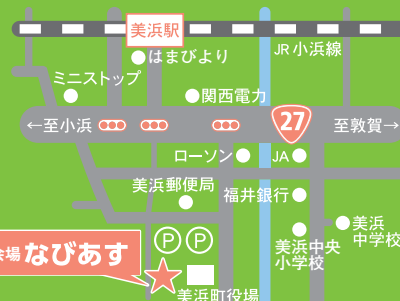 美浜駅
はまびより
JR小浜線
ミニストップ
関西電力
←至小浜
27
至敦賀→
ローソン
JA
美浜郵便局
福井銀行
美浜
中学校
P P
会場 なびあす
美浜中央
小学校
美浜町役場